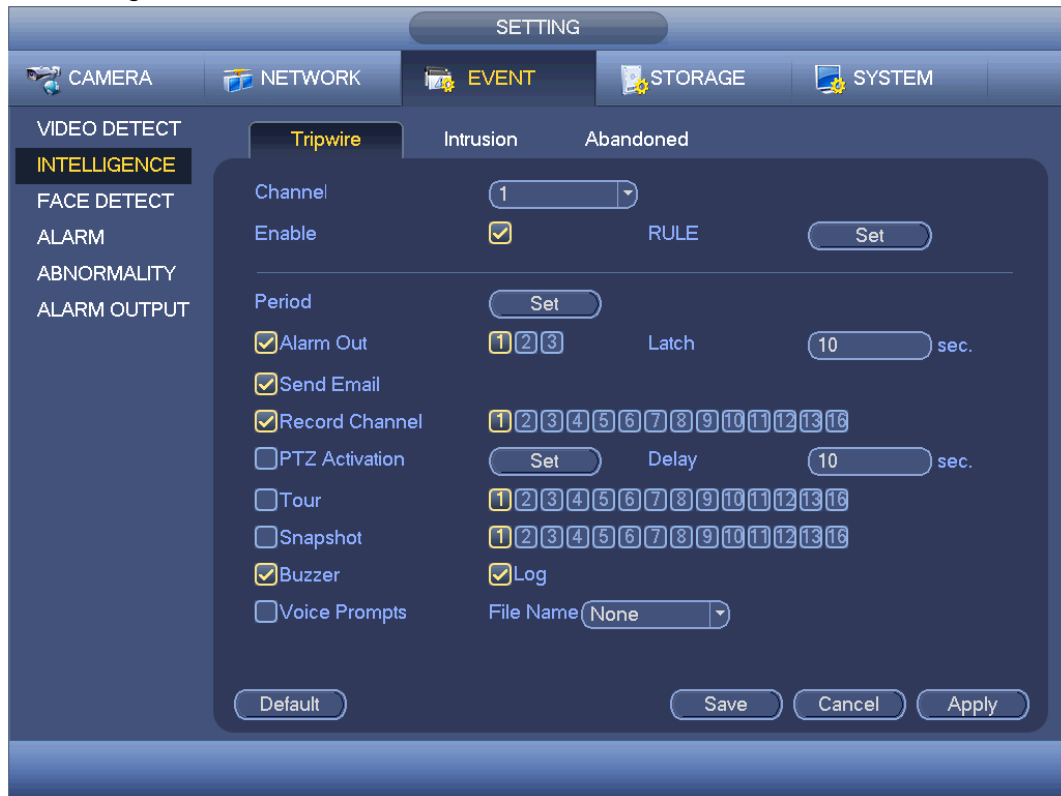 SETTING
CAMERA NETWORK EVENT STORAGE SYSTEM
VIDEO DETECT
INTELLIGENCE
FACE DETECT
ALARM
ABNORMALITY
ALARM OUTPUT
Tripwire Intrusion Abandoned
Channel 1
Enable RULE Set
Period Set
Alarm Out 1 2 3 Latch 10 sec.
Send Email
Record Channel 1 2 3 4 5 6 7 8 9 10 11 12 13 16
PTZ Activation Set Delay 10 sec.
Tour 1 2 3 4 5 6 7 8 9 10 11 12 13 16
Snapshot 1 2 3 4 5 6 7 8 9 10 11 12 13 16
Buzzer Log
Voice Prompts File Name None
Default Save Cancel Apply